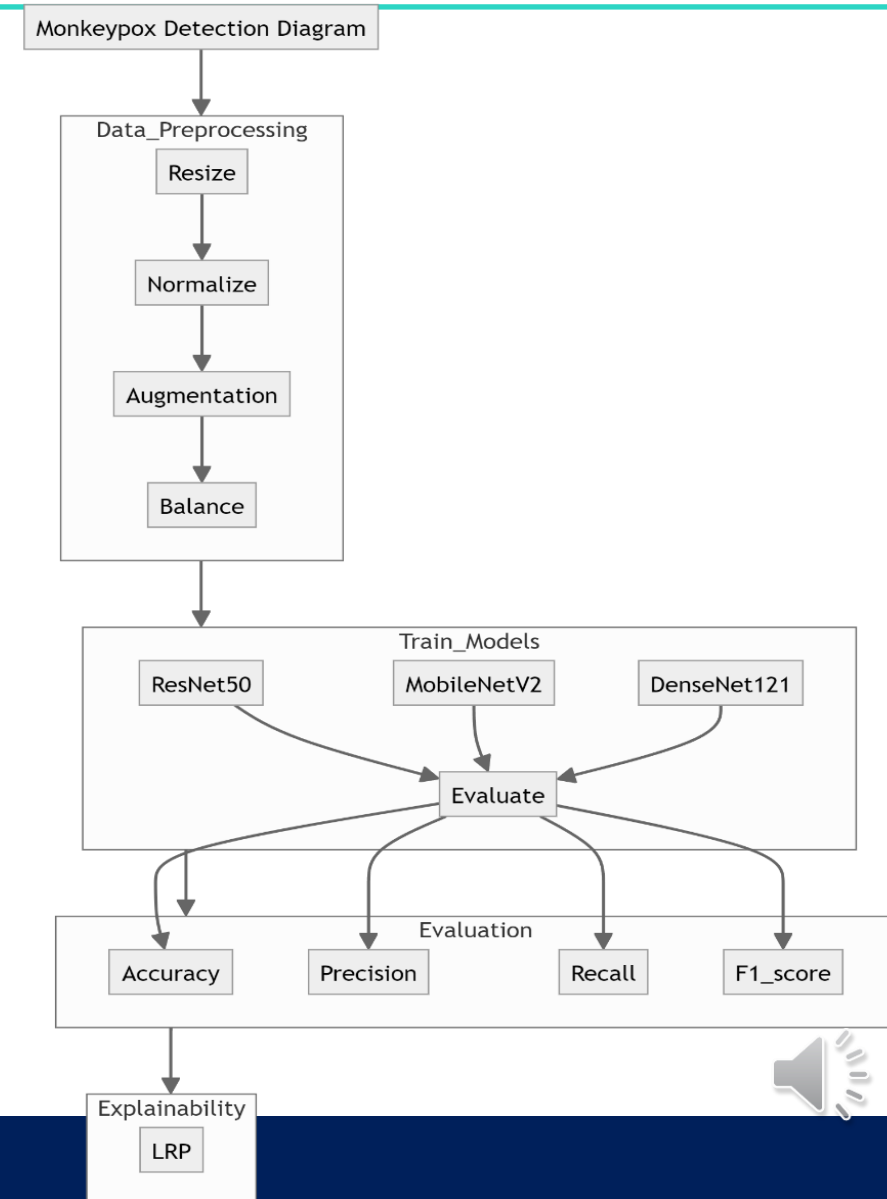 Monkeypox Detection Diagram
Data_Preprocessing
Resize
Normalize
Augmentation
Balance
Train_Models
ResNet50
MobileNetV2
DenseNet121
Evaluate
Evaluation
Accuracy
Precision
Recall
F1_score
Explainability
LRP